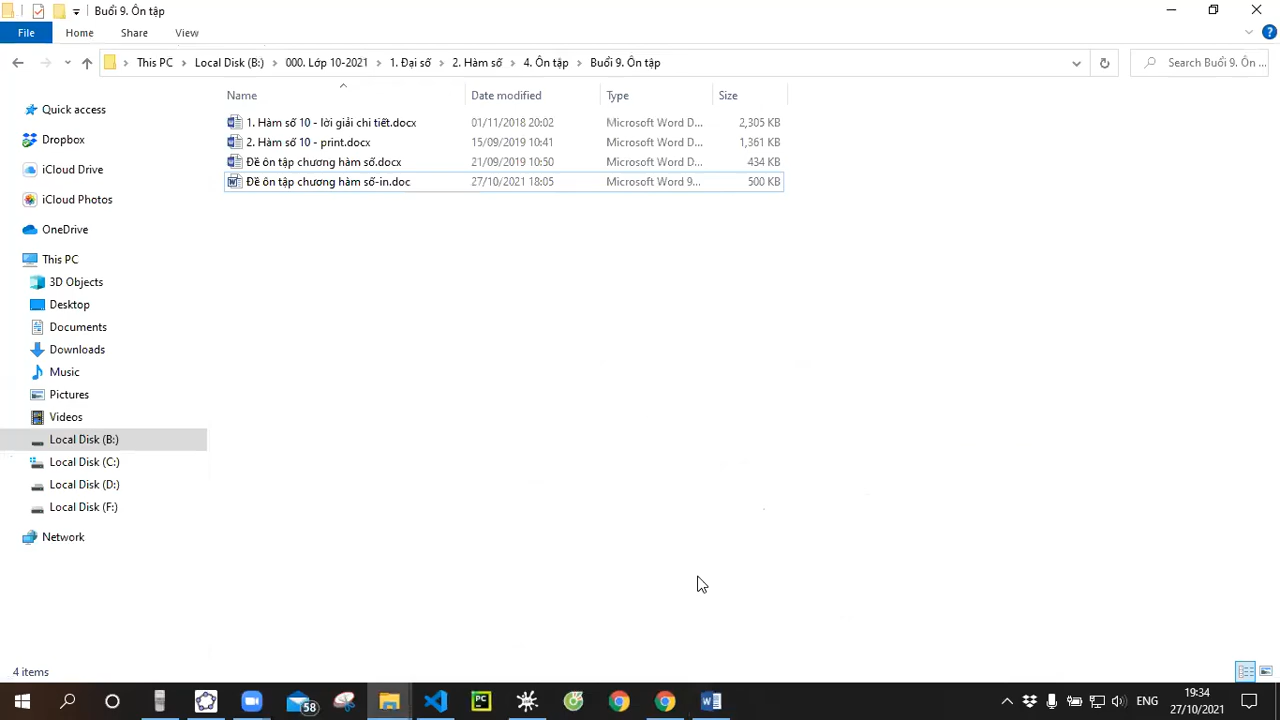 Buổi 9. Ôn tập
File Home Share View
This PC Local Disk (B:) 000. Lớp 10-2021 1. Đại số 2. Hàm số 4. Ôn tập Buổi 9. Ôn tập Search Buổi 9. Ôn ...
Name Date modified Type Size
1. Hàm số 10 - lời giải chi tiết.docx 01/11/2018 20:02 Microsoft Word D... 2,305 KB
2. Hàm số 10 - print.docx 15/09/2019 10:41 Microsoft Word D... 1,361 KB
Đề ôn tập chương hàm số.docx 21/09/2019 10:50 Microsoft Word D... 434 KB
Đề ôn tập chương hàm số-in.doc 27/10/2021 18:05 Microsoft Word 9... 500 KB
Quick access
Dropbox
iCloud Drive
iCloud Photos
OneDrive
This PC
3D Objects
Desktop
Documents
Downloads
Music
Pictures
Videos
Local Disk (B:)
Local Disk (C:)
Local Disk (D:)
Local Disk (F:)
Network
4 items
58
PC
ENG
19:34
27/10/2021